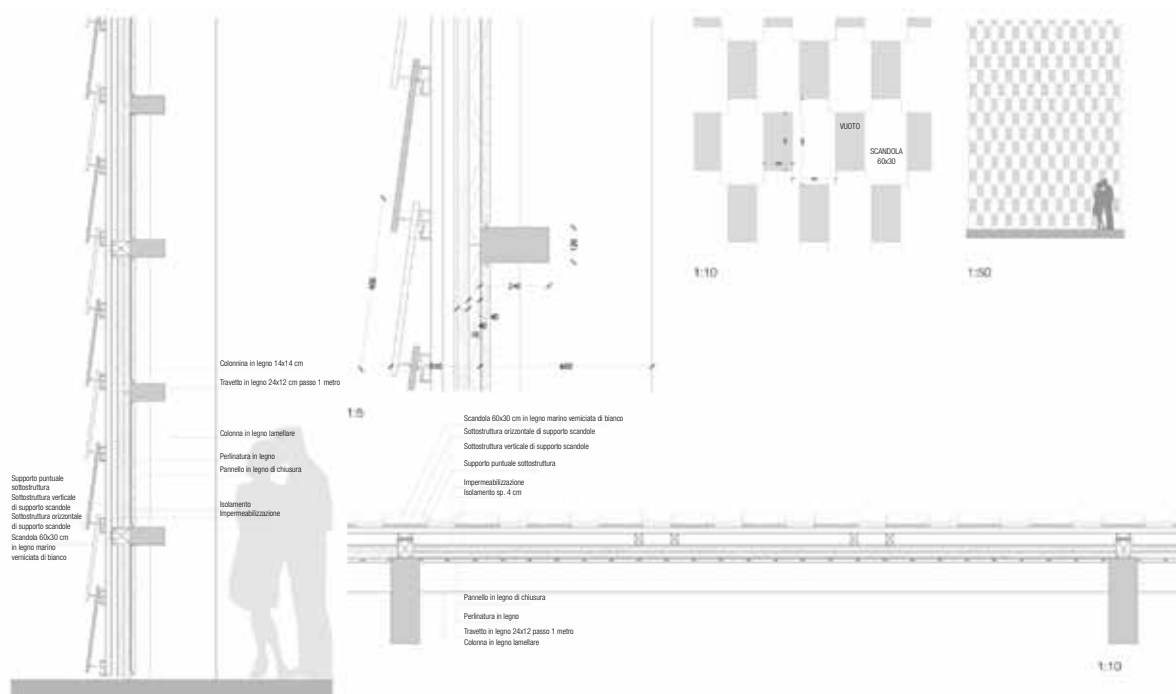 Colonnina in legno 14x14 cm
Travetto in legno 24x12 cm passo 1 metro
Colonna in legno lamellare
Perlinatura in legno
Pannello in legno di chiusura
Isolamento
Impermeabilizzazione
Supporto puntuale
sottostruttura
Sottostruttura verticale
di supporto scandole
Sottostruttura orizzontale
di supporto scandole
Scandola 60x30 cm
in legno marino
verniciata di bianco
120
240
600
1:5
VUOTO
SCANDOLA
60x30
1:10
1:50
Scandola 60x30 cm in legno marino verniciata di bianco
Sottostruttura orizzontale di supporto scandole
Sottostruttura verticale di supporto scandole
Supporto puntuale sottostruttura
Impermeabilizzazione
Isolamento sp. 4 cm
Pannello in legno di chiusura
Perlinatura in legno
Travetto in legno 24x12 passo 1 metro
Colonna in legno lamellare
1:10